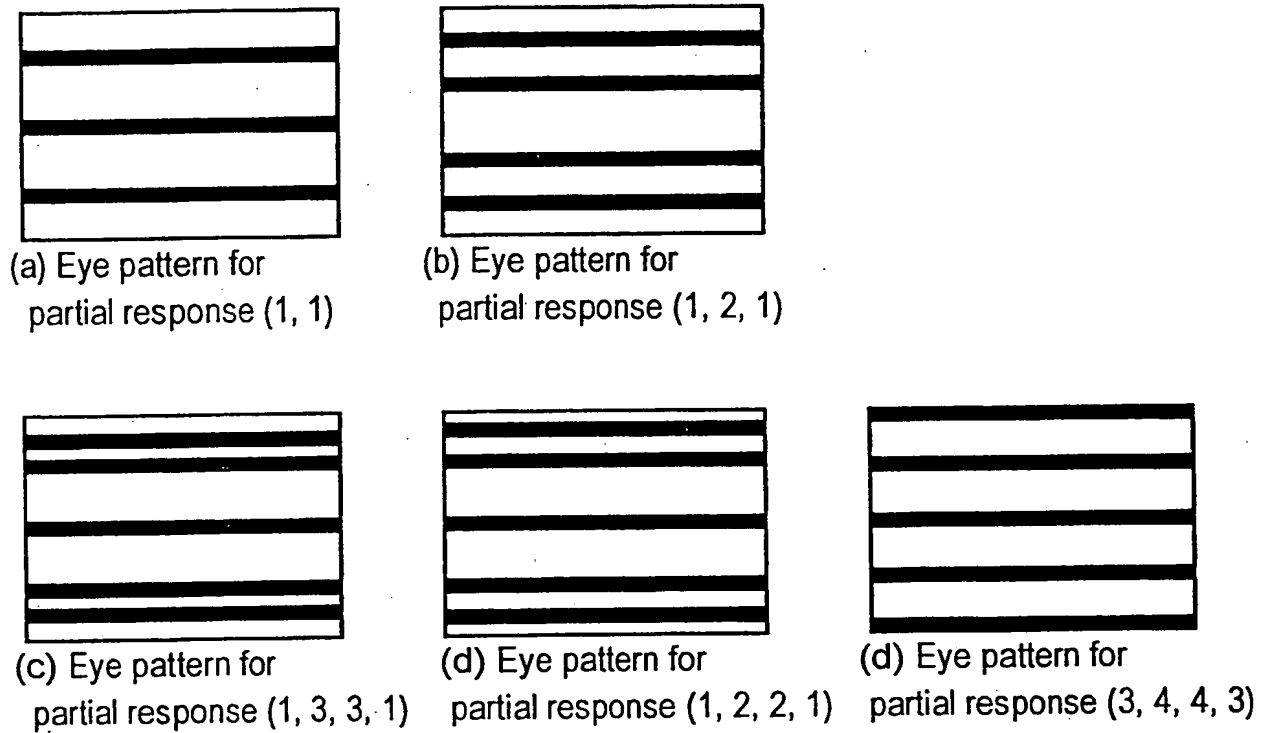 (a) Eye pattern for
partial response (1, 1)
(b) Eye pattern for
partial response (1, 2, 1)
(c) Eye pattern for
partial response (1, 3, 3, 1)
(d) Eye pattern for
partial response (1, 2, 2, 1)
(d) Eye pattern for
partial response (3, 4, 4, 3)